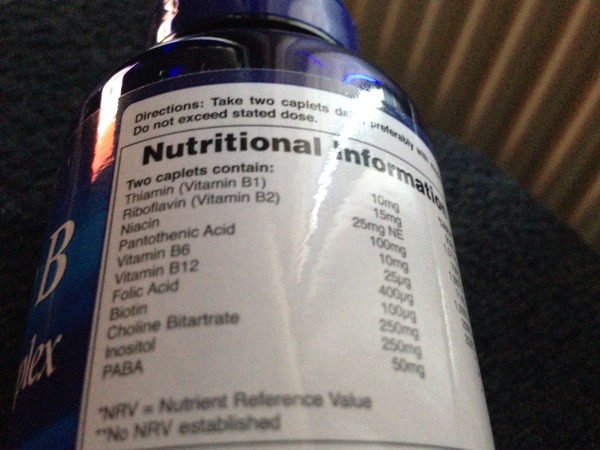 Directions: Take two caplets preferably
Do not exceed stated dose.
Nutritional Informatio
Two caplets contain:
Thiamin (Vitamin B1) 10mg
Riboflavin (Vitamin B2) 15mg
Niacin 25mg NE
Pantothenic Acid 100mg
Vitamin B6 10mg
Vitamin B12 25µg
Folic Acid 400µg
Biotin 100µg
Choline Bitartrate 250mg
Inositol 250mg
PABA 50mg
*NRV = Nutrient Reference Value
**No NRV established
B
plex